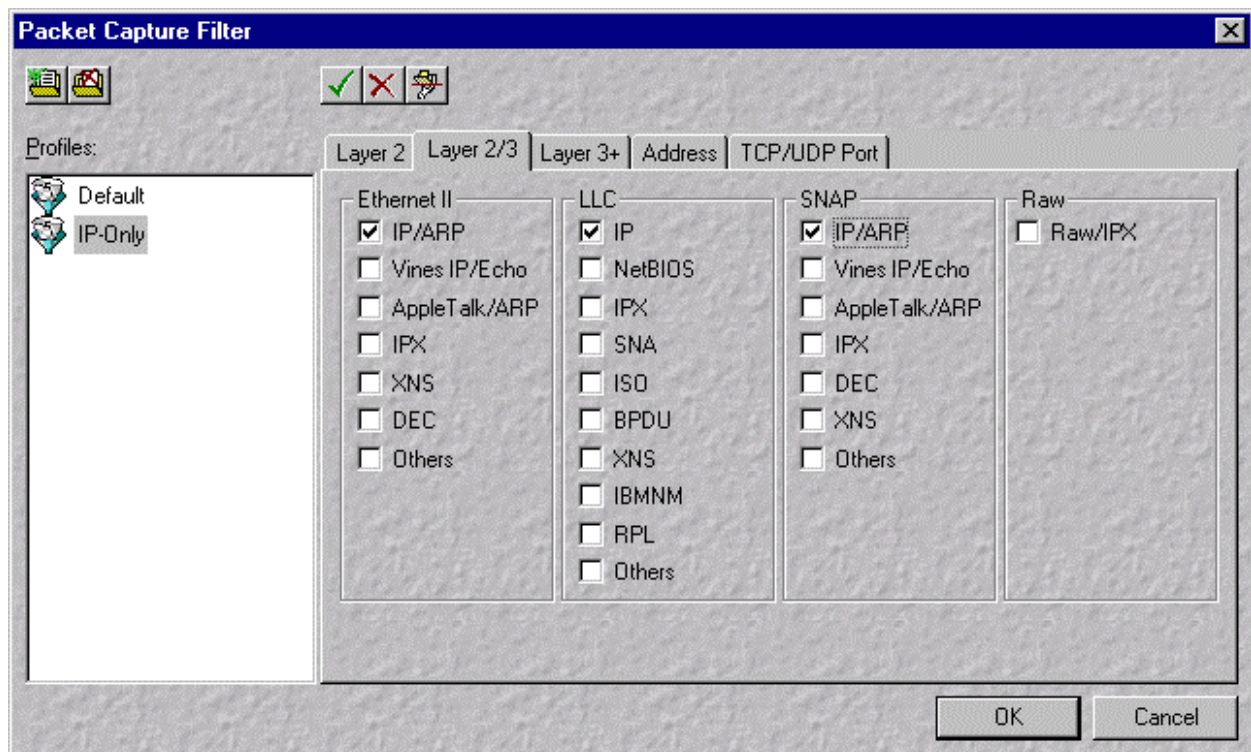 Packet Capture Filter
Profiles:
Default
IP-Only
Layer 2
Layer 2/3
Layer 3+
Address
TCP/UDP Port
Ethernet II
IP/ARP
Vines IP/Echo
AppleTalk/ARP
IPX
XNS
DEC
Others
LLC
IP
NetBIOS
IPX
SNA
ISO
BPDU
XNS
IBMNM
RPL
Others
SNAP
IP/ARP
Vines IP/Echo
AppleTalk/ARP
IPX
DEC
XNS
Others
Raw
Raw/IPX
OK
Cancel